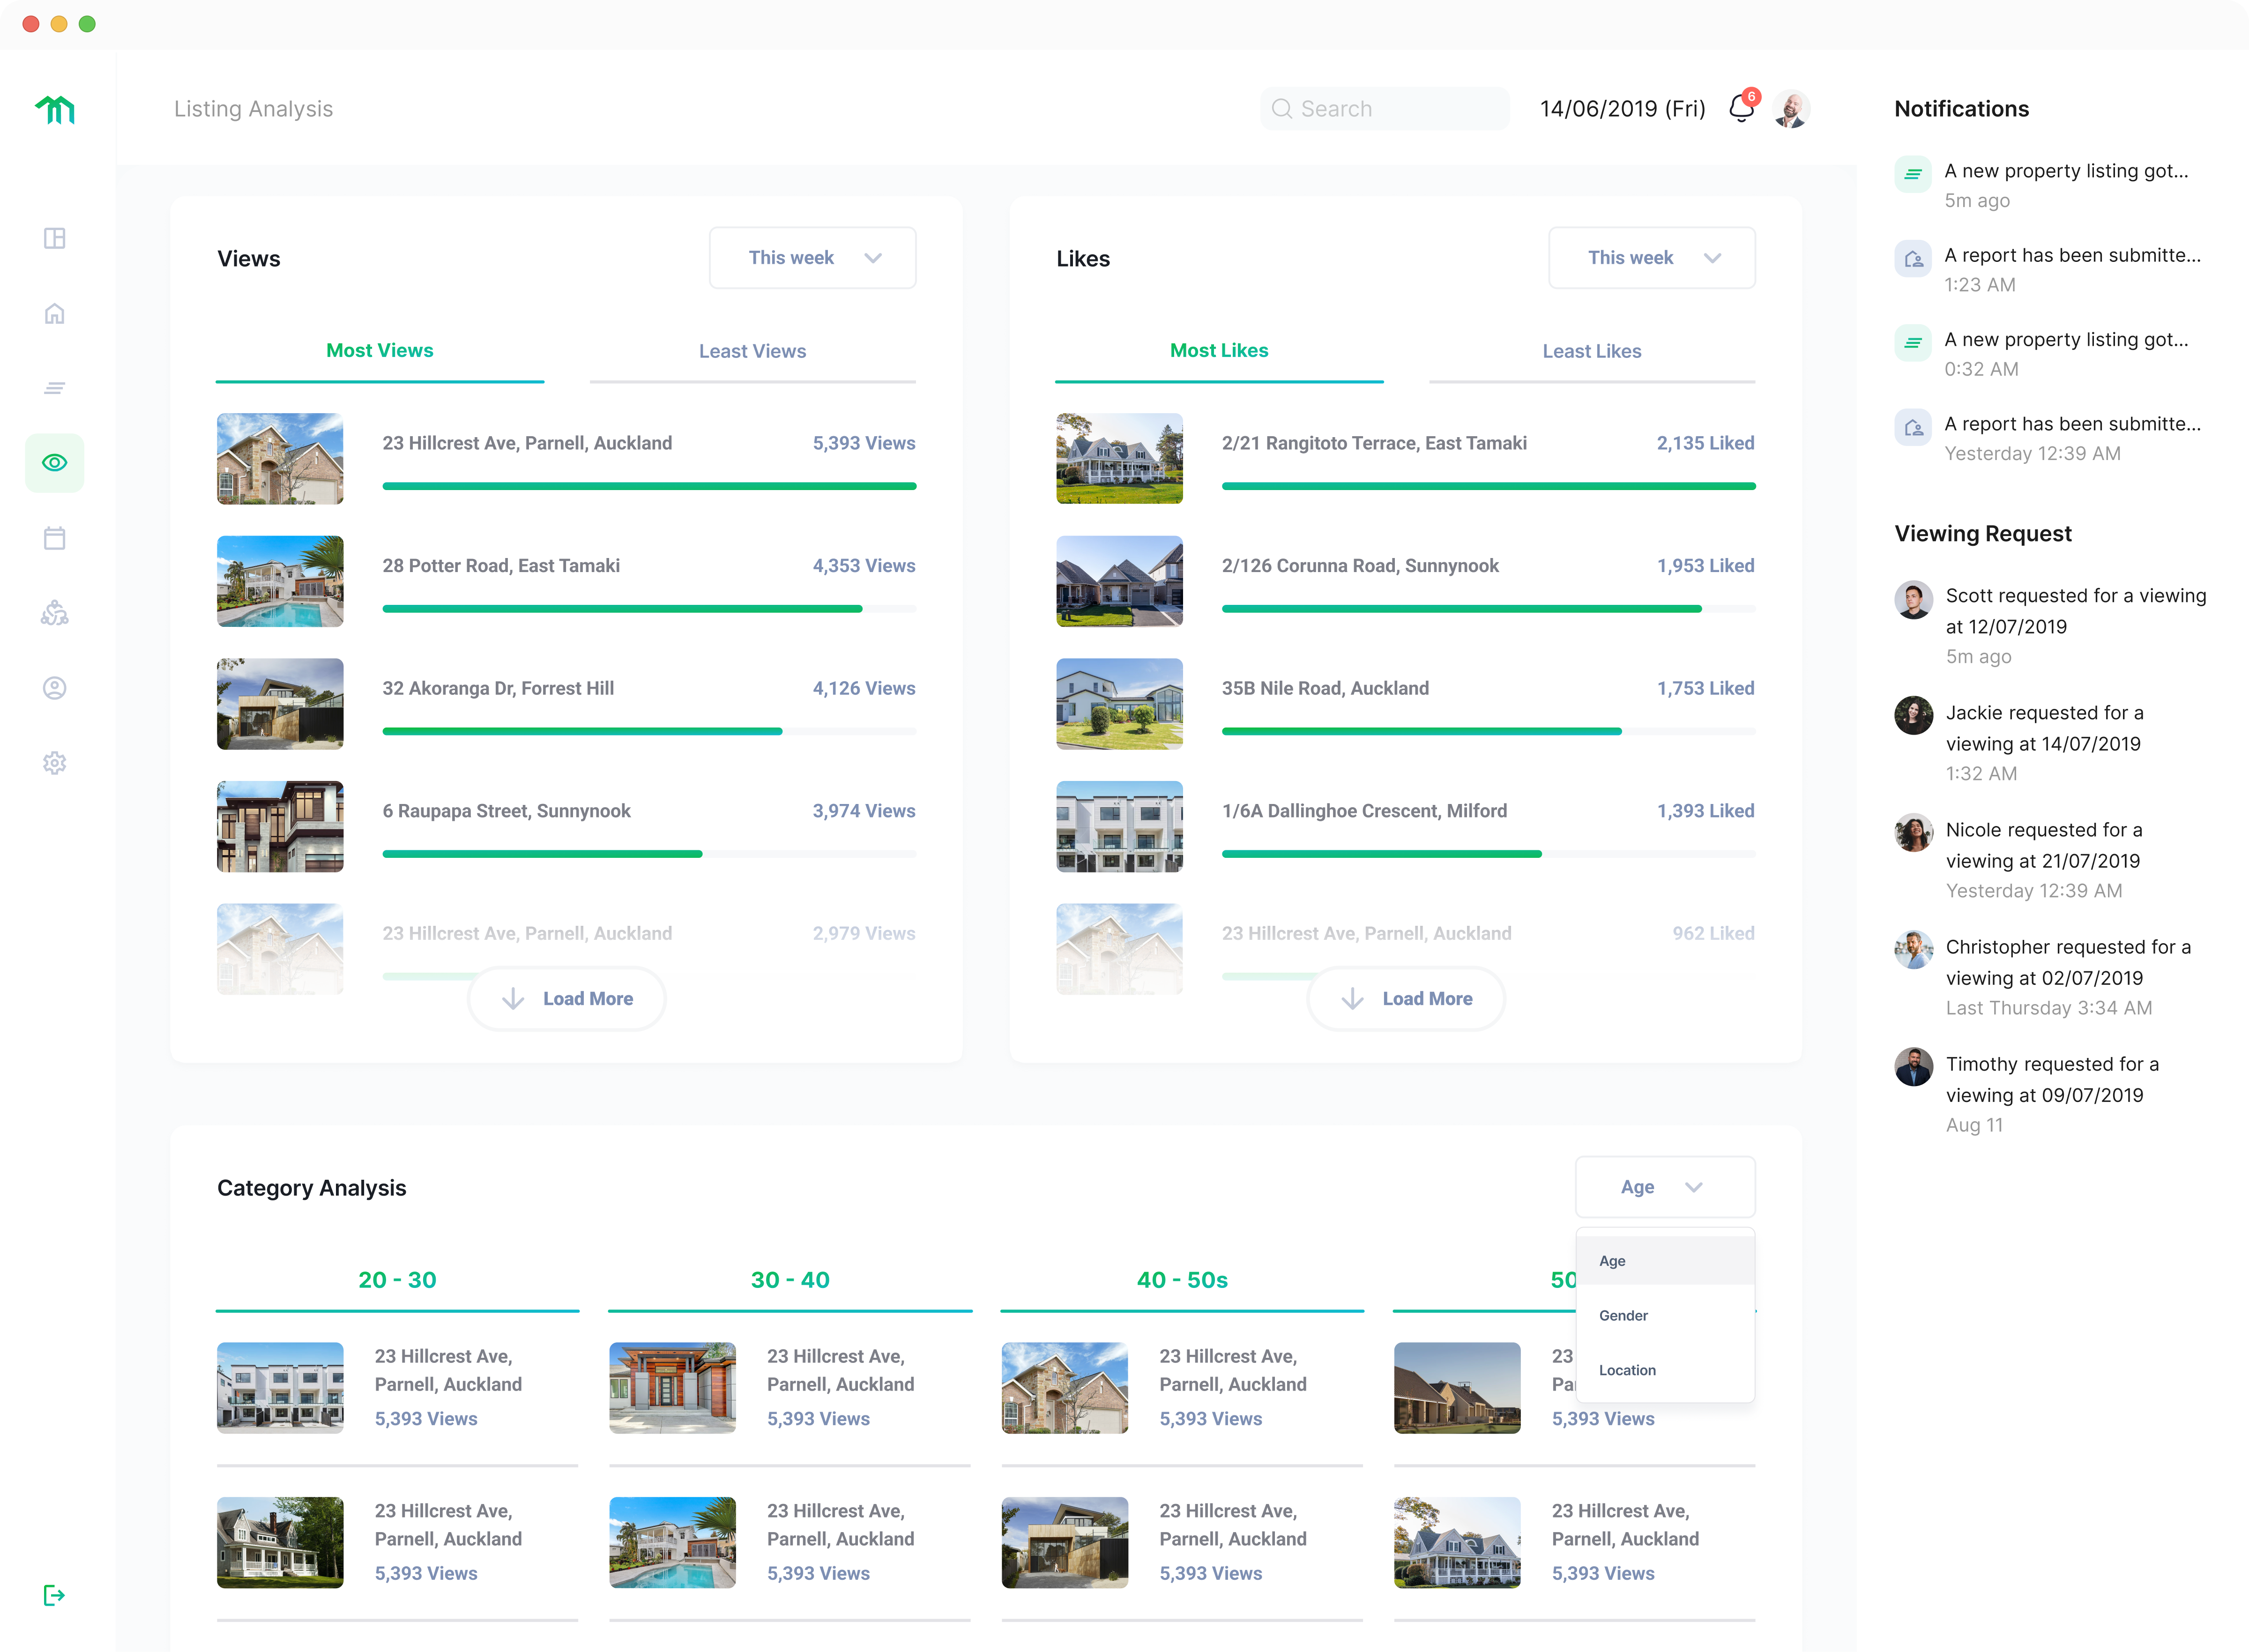 Listing Analysis
Search
14/06/2019 (Fri)
6
Views
This week
Most Views
Least Views
23 Hillcrest Ave, Parnell, Auckland
5,393 Views
28 Potter Road, East Tamaki
4,353 Views
32 Akoranga Dr, Forrest Hill
4,126 Views
6 Raupapa Street, Sunnynook
3,974 Views
23 Hillcrest Ave, Parnell, Auckland
2,979 Views
Load More
Likes
This week
Most Likes
Least Likes
2/21 Rangitoto Terrace, East Tamaki
2,135 Liked
2/126 Corunna Road, Sunnynook
1,953 Liked
35B Nile Road, Auckland
1,753 Liked
1/6A Dallinghoe Crescent, Milford
1,393 Liked
23 Hillcrest Ave, Parnell, Auckland
962 Liked
Load More
Category Analysis
Age
Age
Gender
Location
20 - 30
23 Hillcrest Ave,
Parnell, Auckland
5,393 Views
23 Hillcrest Ave,
Parnell, Auckland
5,393 Views
30 - 40
23 Hillcrest Ave,
Parnell, Auckland
5,393 Views
23 Hillcrest Ave,
Parnell, Auckland
5,393 Views
40 - 50s
23 Hillcrest Ave,
Parnell, Auckland
5,393 Views
23 Hillcrest Ave,
Parnell, Auckland
5,393 Views
50
23
Pa
5,393 Views
23 Hillcrest Ave,
Parnell, Auckland
5,393 Views
Notifications
A new property listing got...
5m ago
A report has been submitte...
1:23 AM
A new property listing got...
0:32 AM
A report has been submitte...
Yesterday 12:39 AM
Viewing Request
Scott requested for a viewing
at 12/07/2019
5m ago
Jackie requested for a
viewing at 14/07/2019
1:32 AM
Nicole requested for a
viewing at 21/07/2019
Yesterday 12:39 AM
Christopher requested for a
viewing at 02/07/2019
Last Thursday 3:34 AM
Timothy requested for a
viewing at 09/07/2019
Aug 11